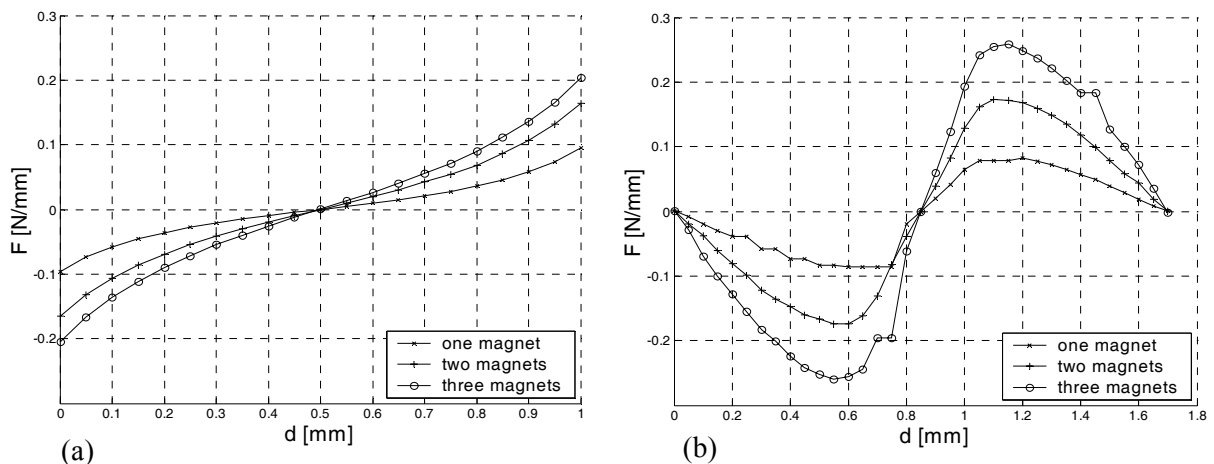 0.3
0.2
0.1
0
-0.1
-0.2
F [N/mm]
0 0.1 0.2 0.3 0.4 0.5 0.6 0.7 0.8 0.9 1
d [mm]
one magnet
two magnets
three magnets
(a)
0.3
0.2
0.1
0
-0.1
-0.2
F [N/mm]
0 0.2 0.4 0.6 0.8 1 1.2 1.4 1.6 1.8
d [mm]
one magnet
two magnets
three magnets
(b)